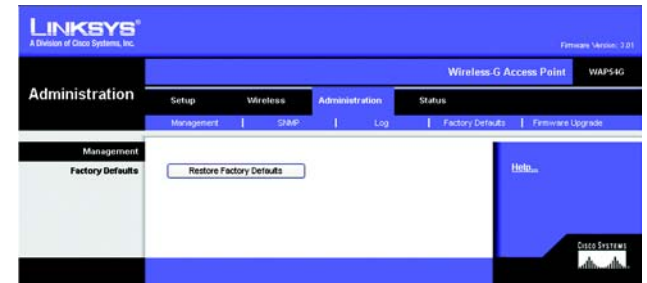 LINKSYS®
A Division of Cisco Systems, Inc.
Firmware Version: 3.01
Wireless-G Access Point WAP54G
Administration
Setup Wireless Administration Status
Management | SNMP | Log | Factory Defaults | Firmware Upgrade
Management
Factory Defaults
Restore Factory Defaults
Help...
CISCO SYSTEMS